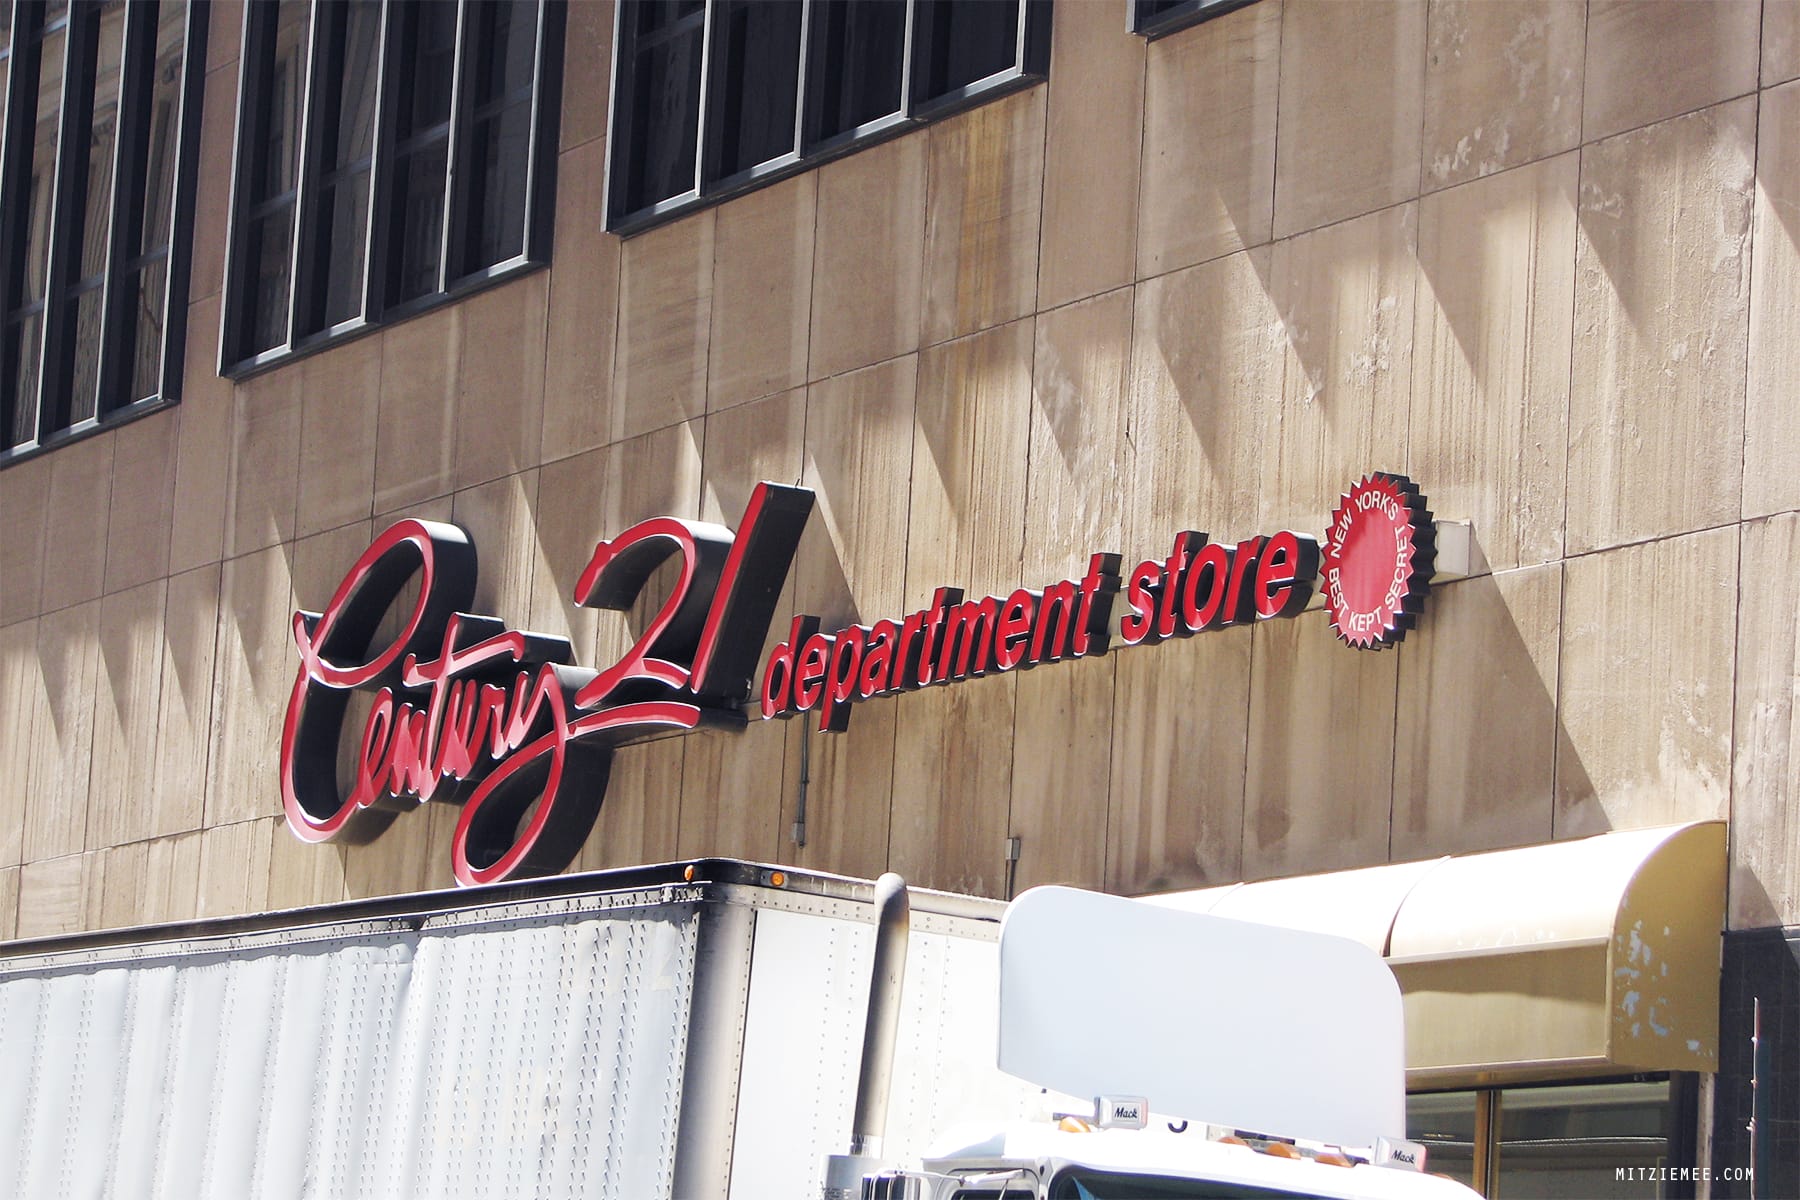 Century 21 department store
NEW YORK'S
BEST KEPT SECRET!
Mack
Mack
MITZIEMEE.COM